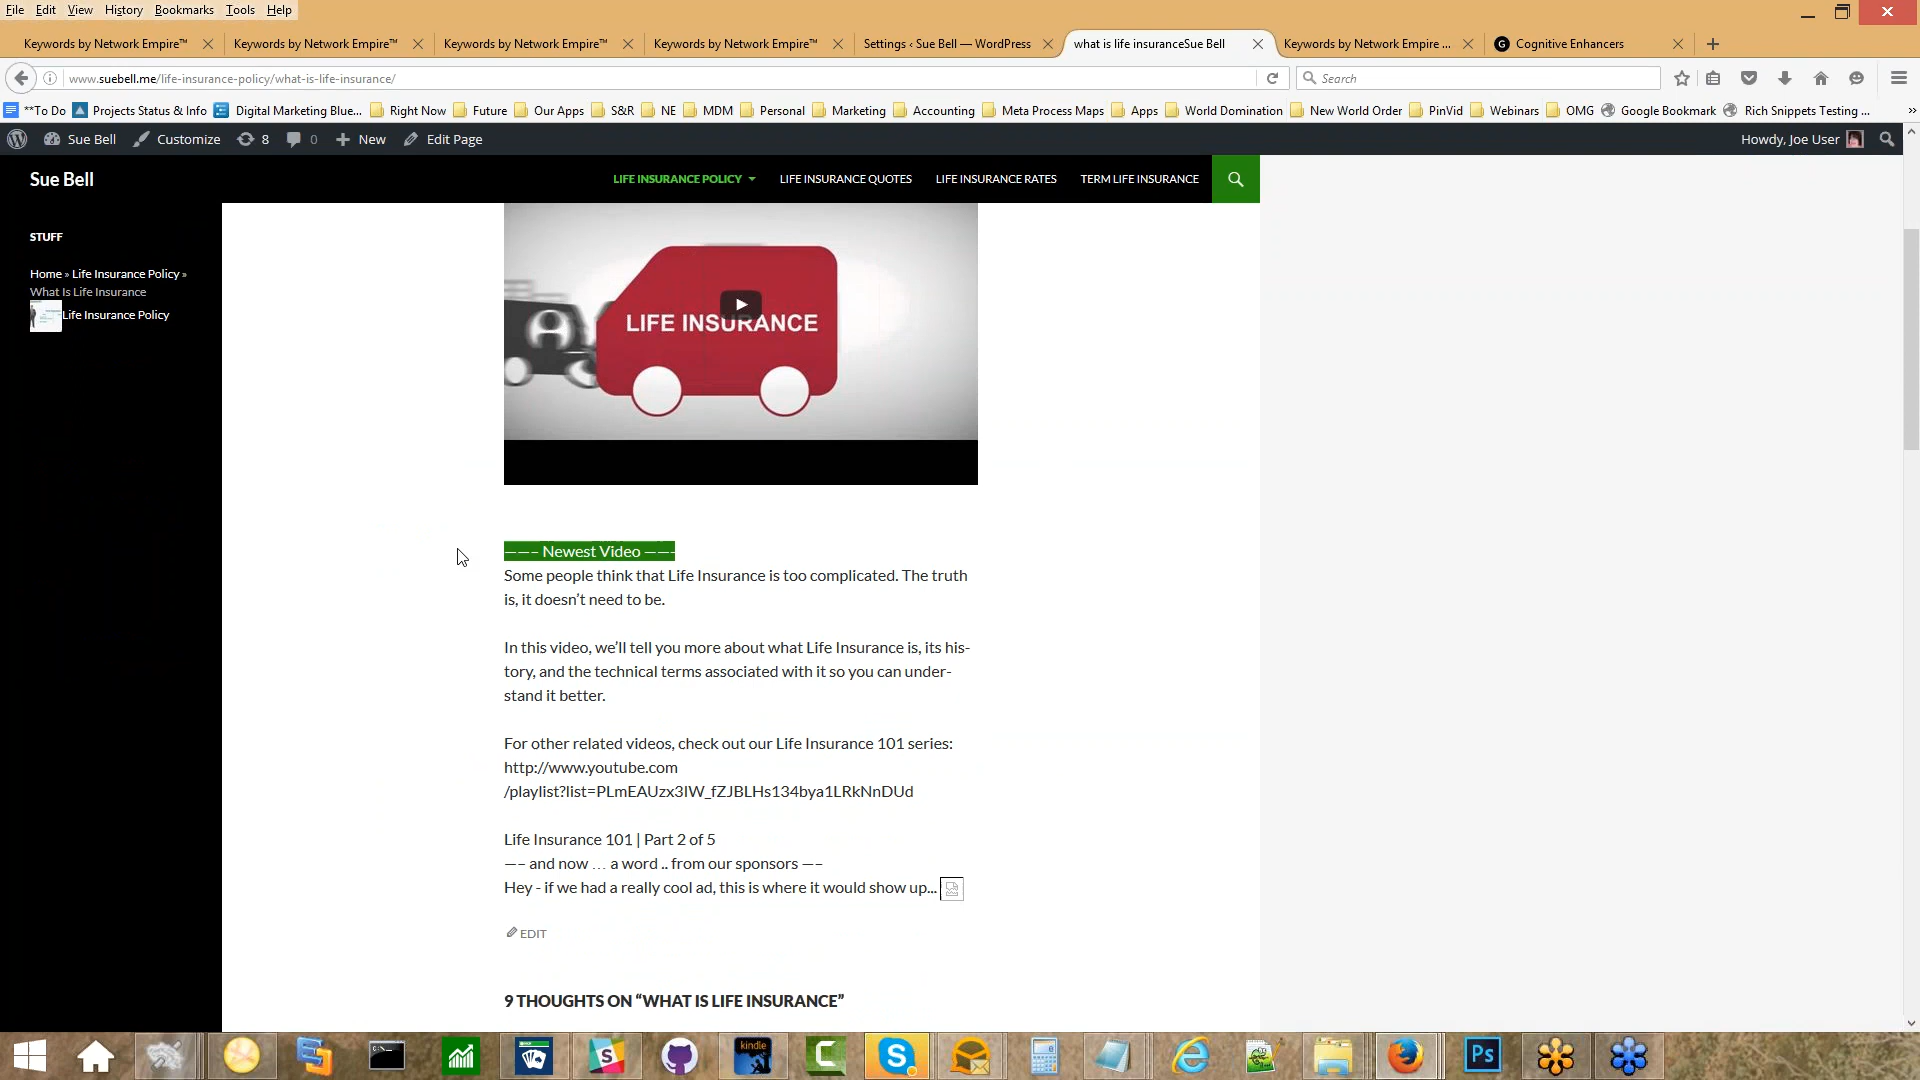 File Edit View History Bookmarks Tools Help
Keywords by Network Empire™ Keywords by Network Empire™ Keywords by Network Empire™ Keywords by Network Empire™ Settings ‹ Sue Bell — WordPress what is life insuranceSue Bell Keywords by Network Empire ... Cognitive Enhancers
www.suebell.me/life-insurance-policy/what-is-life-insurance/ Search
**To Do Projects Status & Info Digital Marketing Blue... Right Now Future Our Apps S&R NE MDM Personal Marketing Accounting Meta Process Maps Apps World Domination New World Order PinVid Webinars OMG Google Bookmark Rich Snippets Testing ... »
Sue Bell Customize 8 0 New Edit Page Howdy, Joe User
Sue Bell LIFE INSURANCE POLICY LIFE INSURANCE QUOTES LIFE INSURANCE RATES TERM LIFE INSURANCE
STUFF
Home » Life Insurance Policy »
What Is Life Insurance
Life Insurance Policy
LIFE INSURANCE
——– Newest Video ——-
Some people think that Life Insurance is too complicated. The truth
is, it doesn’t need to be.
In this video, we’ll tell you more about what Life Insurance is, its his-
tory, and the technical terms associated with it so you can under-
stand it better.
For other related videos, check out our Life Insurance 101 series:
http://www.youtube.com
/playlist?list=PLmEAUzx3IW_fZJBLHs134bya1LRkNnDUd
Life Insurance 101 | Part 2 of 5
—– and now … a word .. from our sponsors —–
Hey - if we had a really cool ad, this is where it would show up...
EDIT
9 THOUGHTS ON “WHAT IS LIFE INSURANCE”
kindle
Ps